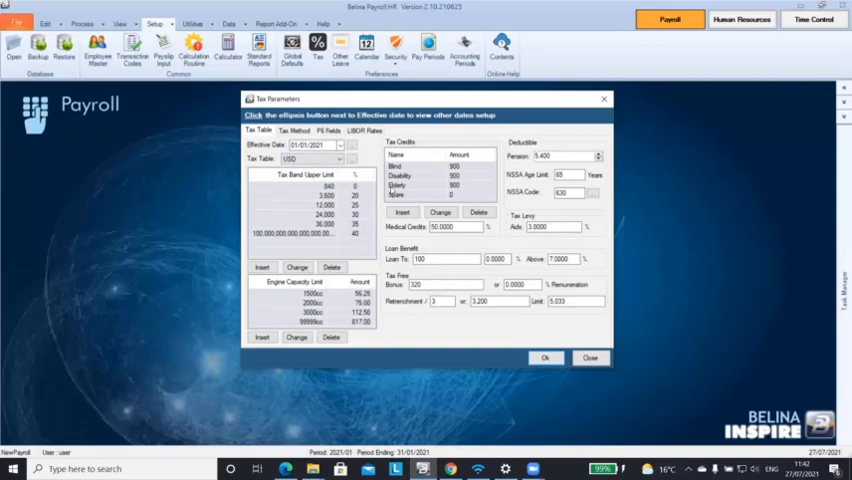 Belina Payroll HR Version 2.10.210625
File Edit Process View Setup Utilities Data Report Add-On Help
Payroll Human Resources Time Control
Open Backup Restore Employee Master Transaction Codes Payslip Input Calculation Routine Calculator Standard Reports Global Defaults Tax Other Leave Calendar Security Pay Periods Accounting Periods Contents
Database Common Preferences Online Help
Payroll
Tax Parameters
Click the ellipsis button next to Effective date to view other dates setup
Tax Table Tax Method P6 Fields LIBOR Rates
Effective Date: 01/01/2021
Tax Table: USD
Tax Band Upper Limit %
840 0
3,600 20
12,000 25
24,000 30
36,000 35
100,000,000,000,000,00... 40
Insert Change Delete
Engine Capacity Limit Amount
1500cc 56.25
2000cc 75.00
3000cc 112.50
99999cc 817.00
Insert Change Delete
Tax Credits
Name Amount
Blind 900
Disability 900
Elderly 900
Spare 0
Insert Change Delete
Medical Credits: 50.0000 %
Deductible
Pension: 5.400
NSSA Age Limit: 65 Years
NSSA Code: 630
Tax Levy
Aids: 3.0000 %
Loan Benefit
Loan To: 100 0.0000 % Above: 7.0000 %
Tax Free
Bonus: 320 or 0.0000 % Remuneration
Retrenchment / 3 or: 3.200 Limit: 5.033
Ok Close
Task Manager
BELINA
INSPIRE
NewPayroll User : user Period: 2021/01 Period Ending: 31/01/2021 27/07/2021
Type here to search
99% 16°C ENG 11:42 27/07/2021